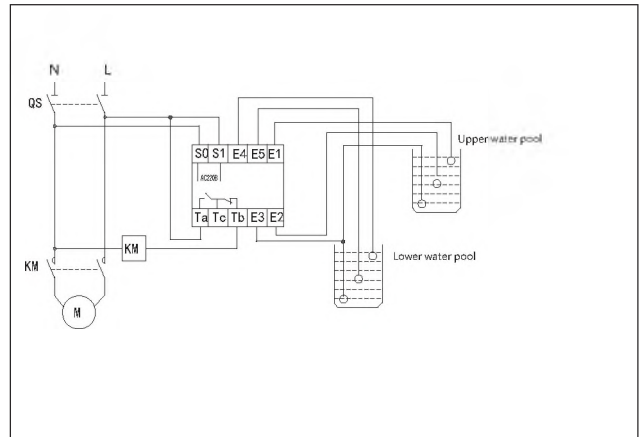 N L
QS
S0 S1 E4 E5 E1
Upper water pool
AC220B
Ta Tc Tb E3 E2
KM
Lower water pool
KM
M